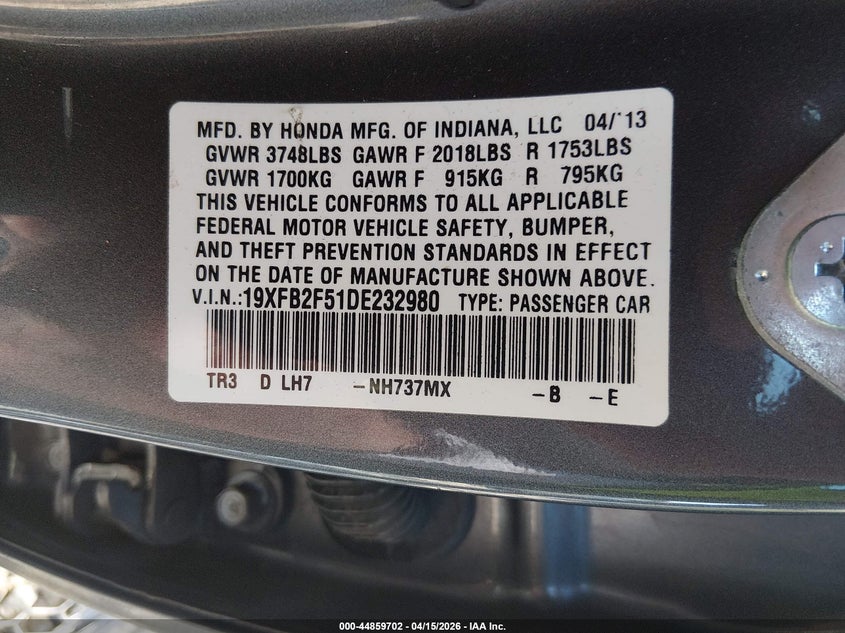 MFD. BY HONDA MFG. OF INDIANA, LLC 04/'13
GVWR 3748LBS GAWR F 2018LBS R 1753LBS
GVWR 1700KG GAWR F 915KG R 795KG
THIS VEHICLE CONFORMS TO ALL APPLICABLE
FEDERAL MOTOR VEHICLE SAFETY, BUMPER,
AND THEFT PREVENTION STANDARDS IN EFFECT
ON THE DATE OF MANUFACTURE SHOWN ABOVE.
V.I.N.:19XFB2F51DE232980 TYPE: PASSENGER CAR
TR3 D LH7 -NH737MX -B -E
000-44859702 - 04/15/2026 - IAA Inc.